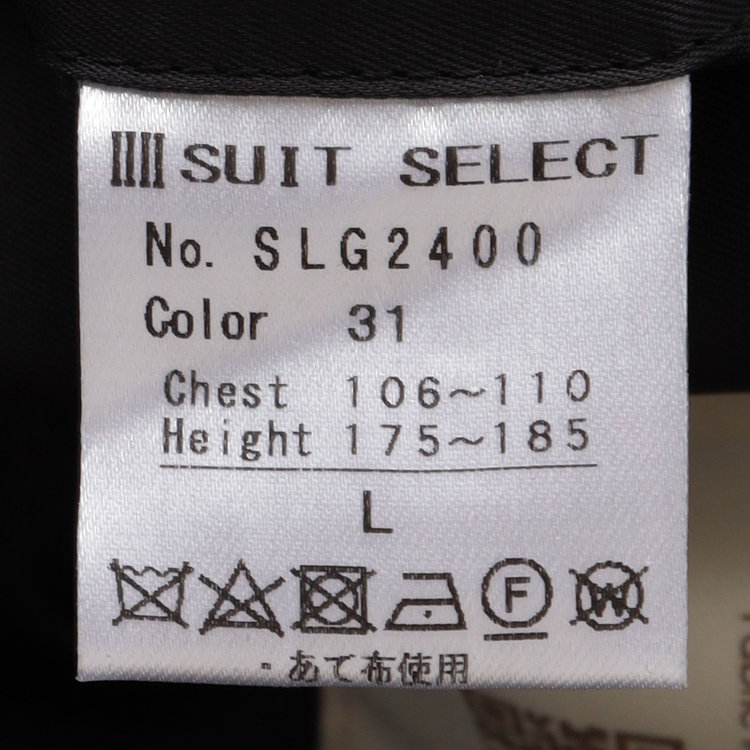 SUIT SELECT
No. SLG2400
Color 31
Chest 106～110
Height 175～185
L
F W
・あて布使用